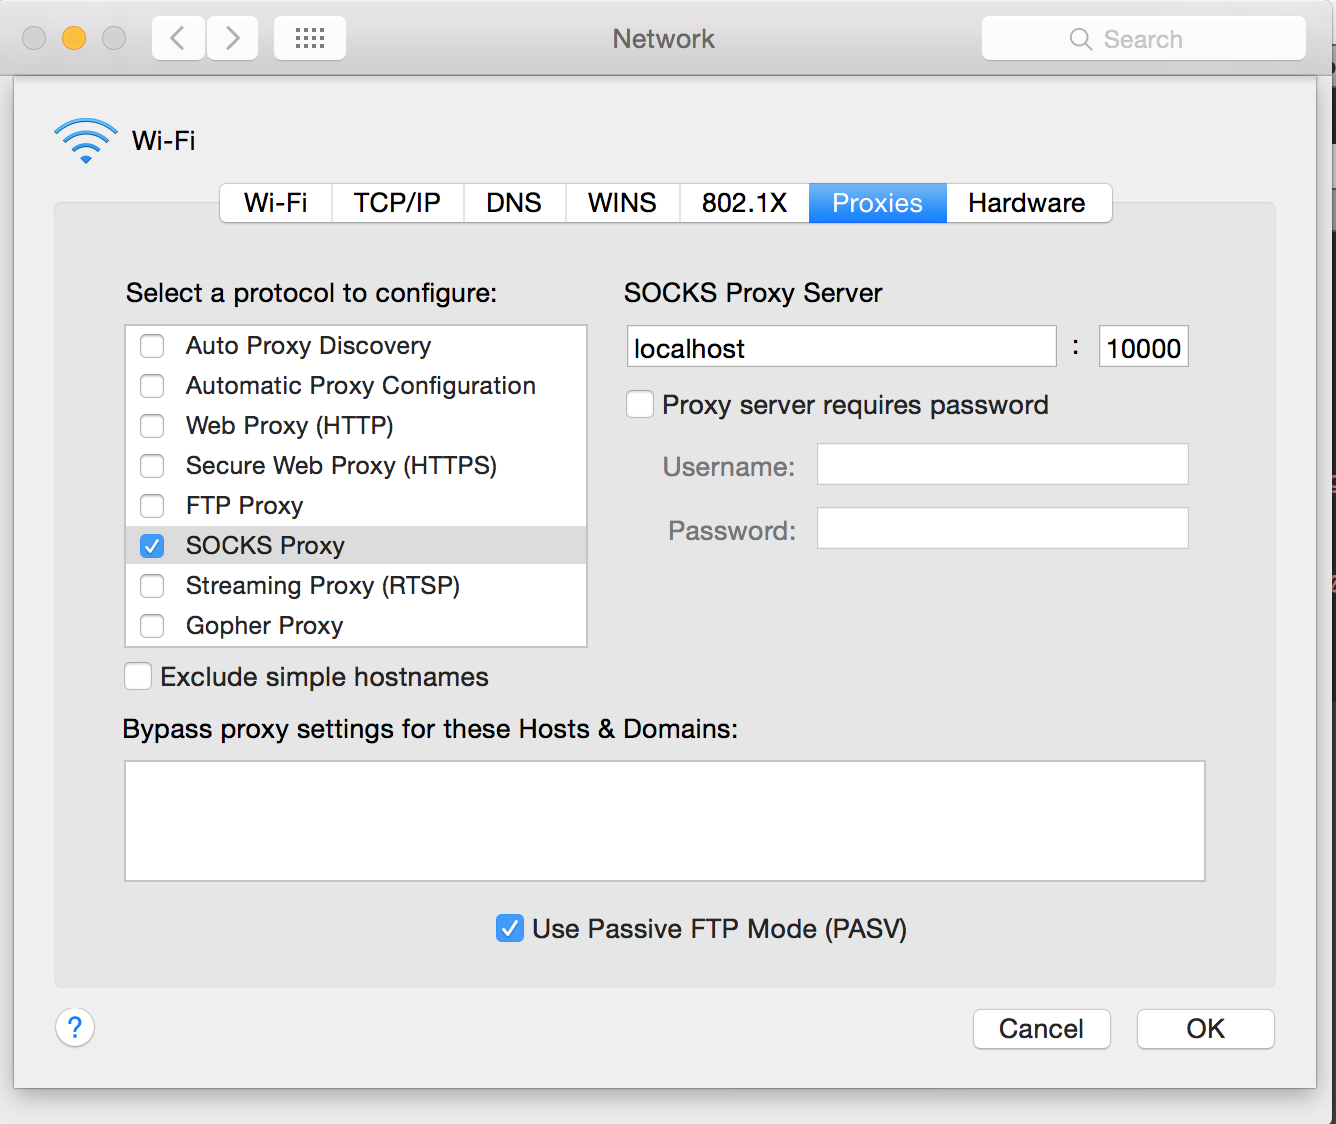 Network
Search
Wi-Fi
Wi-Fi TCP/IP DNS WINS 802.1X Proxies Hardware
Select a protocol to configure:
Auto Proxy Discovery
Automatic Proxy Configuration
Web Proxy (HTTP)
Secure Web Proxy (HTTPS)
FTP Proxy
SOCKS Proxy
Streaming Proxy (RTSP)
Gopher Proxy
Exclude simple hostnames
SOCKS Proxy Server
localhost : 10000
Proxy server requires password
Username:
Password:
Bypass proxy settings for these Hosts & Domains:
Use Passive FTP Mode (PASV)
? Cancel OK